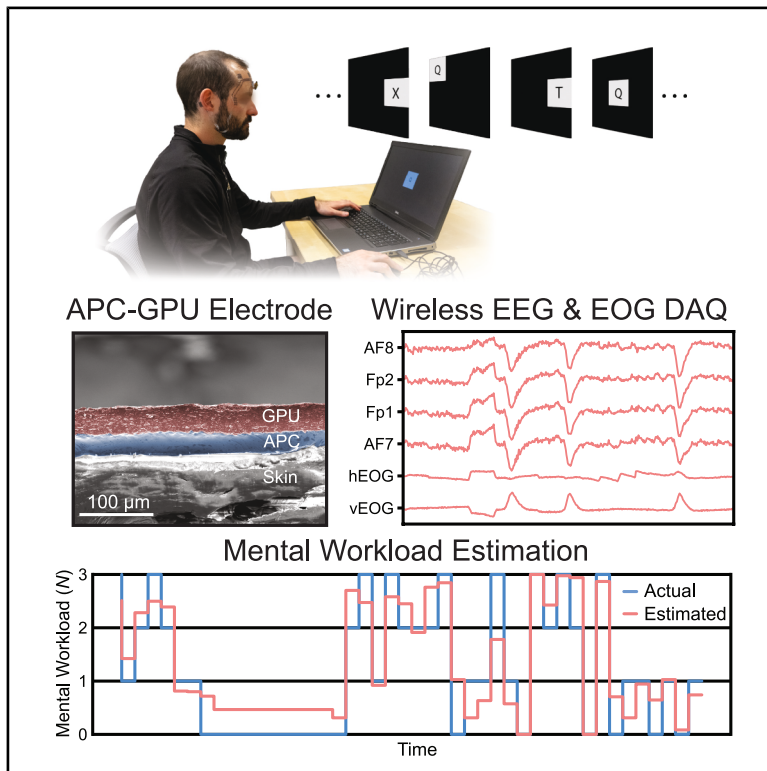 ... X Q T Q ...
APC-GPU Electrode
GPU
APC
Skin
100 µm
Wireless EEG & EOG DAQ
AF8
Fp2
Fp1
AF7
hEOG
vEOG
Mental Workload Estimation
Mental Workload (N)
3
2
1
0
Actual
Estimated
Time